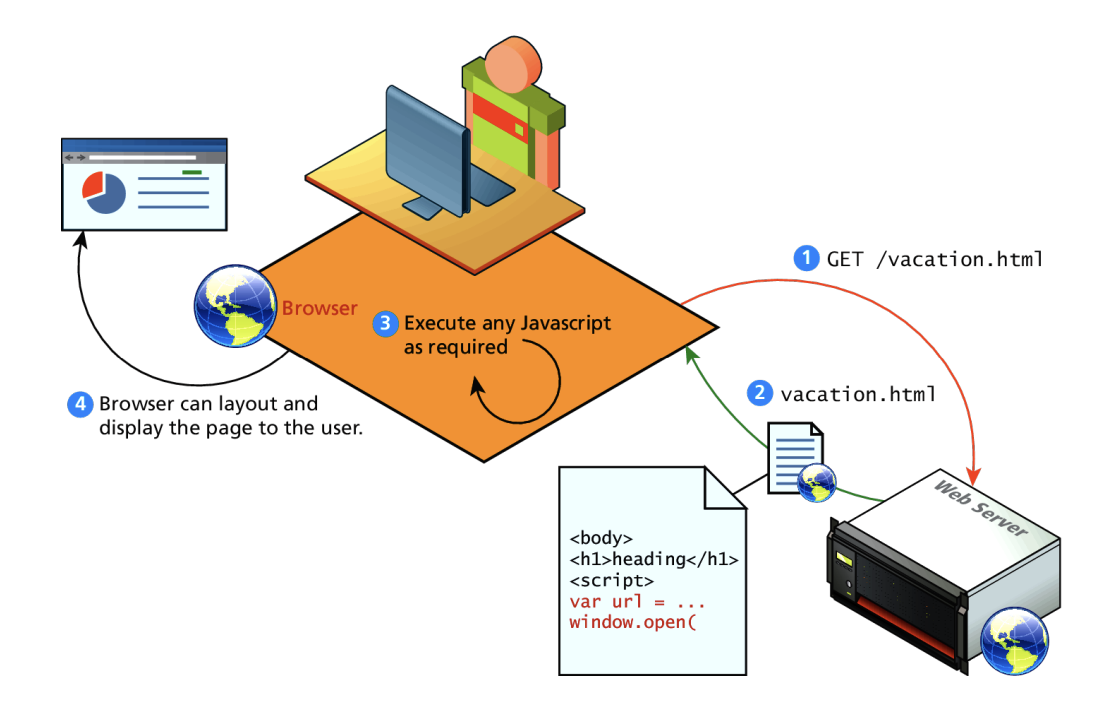 1 GET /vacation.html
Browser
3 Execute any Javascript
as required
2 vacation.html
4 Browser can layout and
display the page to the user.
Web Server
<body>
<h1>heading</h1>
<script>
var url = ...
window.open(